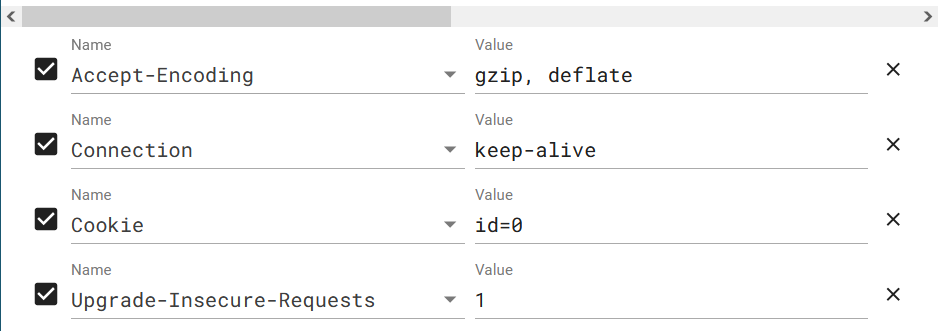 Name Value
Accept-Encoding gzip, deflate
Name Value
Connection keep-alive
Name Value
Cookie id=0
Name Value
Upgrade-Insecure-Requests 1